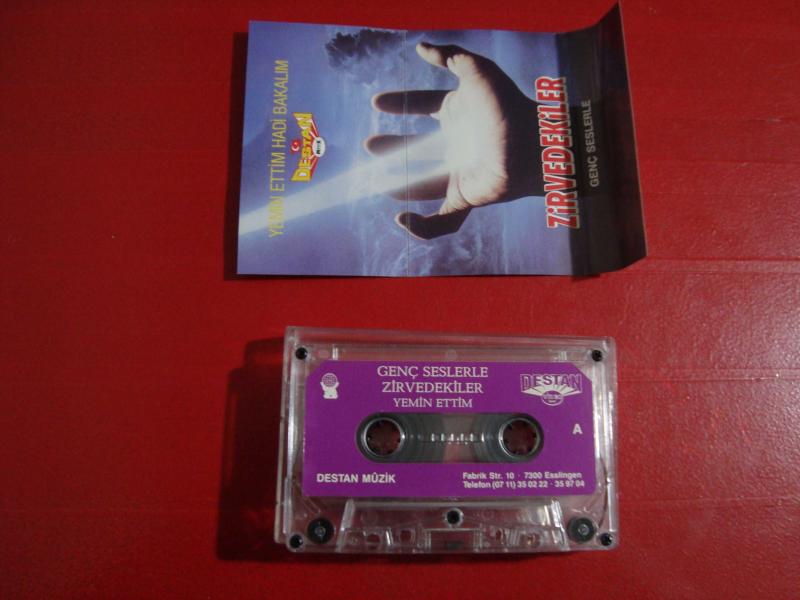 YEMİN ETTİM HADİ BAKALIM
DESTAN
ZİRVEDEKİLER
GENÇ SESLERLE
GENÇ SESLERLE
ZİRVEDEKİLER
YEMİN ETTİM
DESTAN
A
DESTAN MÜZİK
Fabrik Str. 10 · 7300 Esslingen
Telefon (07 11) 35 02 22 · 35 97 04